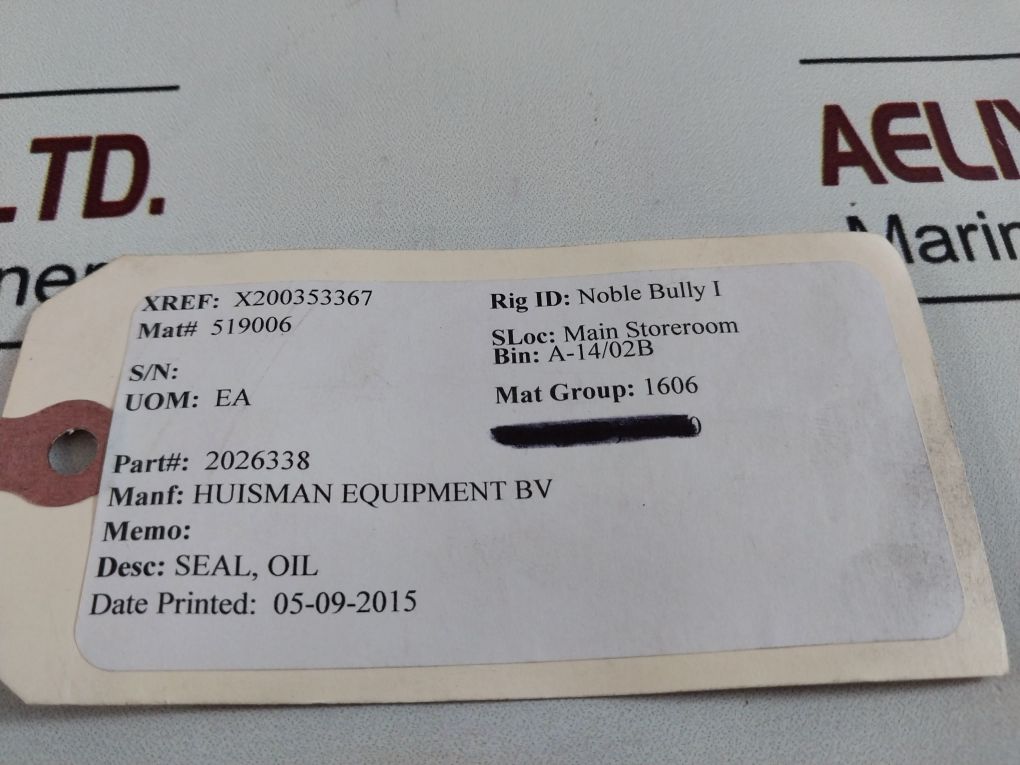 LTD.
AELIY
Marin
XREF: X200353367
Mat# 519006
S/N:
UOM: EA
Rig ID: Noble Bully I
SLoc: Main Storeroom
Bin: A-14/02B
Mat Group: 1606
Part#: 2026338
Manf: HUISMAN EQUIPMENT BV
Memo:
Desc: SEAL, OIL
Date Printed: 05-09-2015